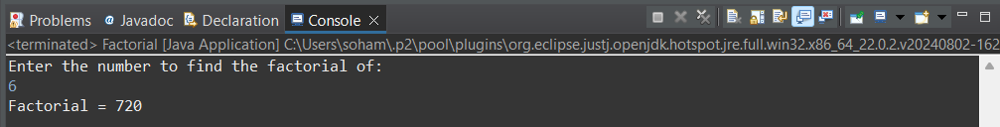 Problems @ Javadoc Declaration Console
<terminated> Factorial [Java Application] C:\Users\soham\.p2\pool\plugins\org.eclipse.justj.openjdk.hotspot.jre.full.win32.x86_64_22.0.2.v20240802-162
Enter the number to find the factorial of:
6
Factorial = 720